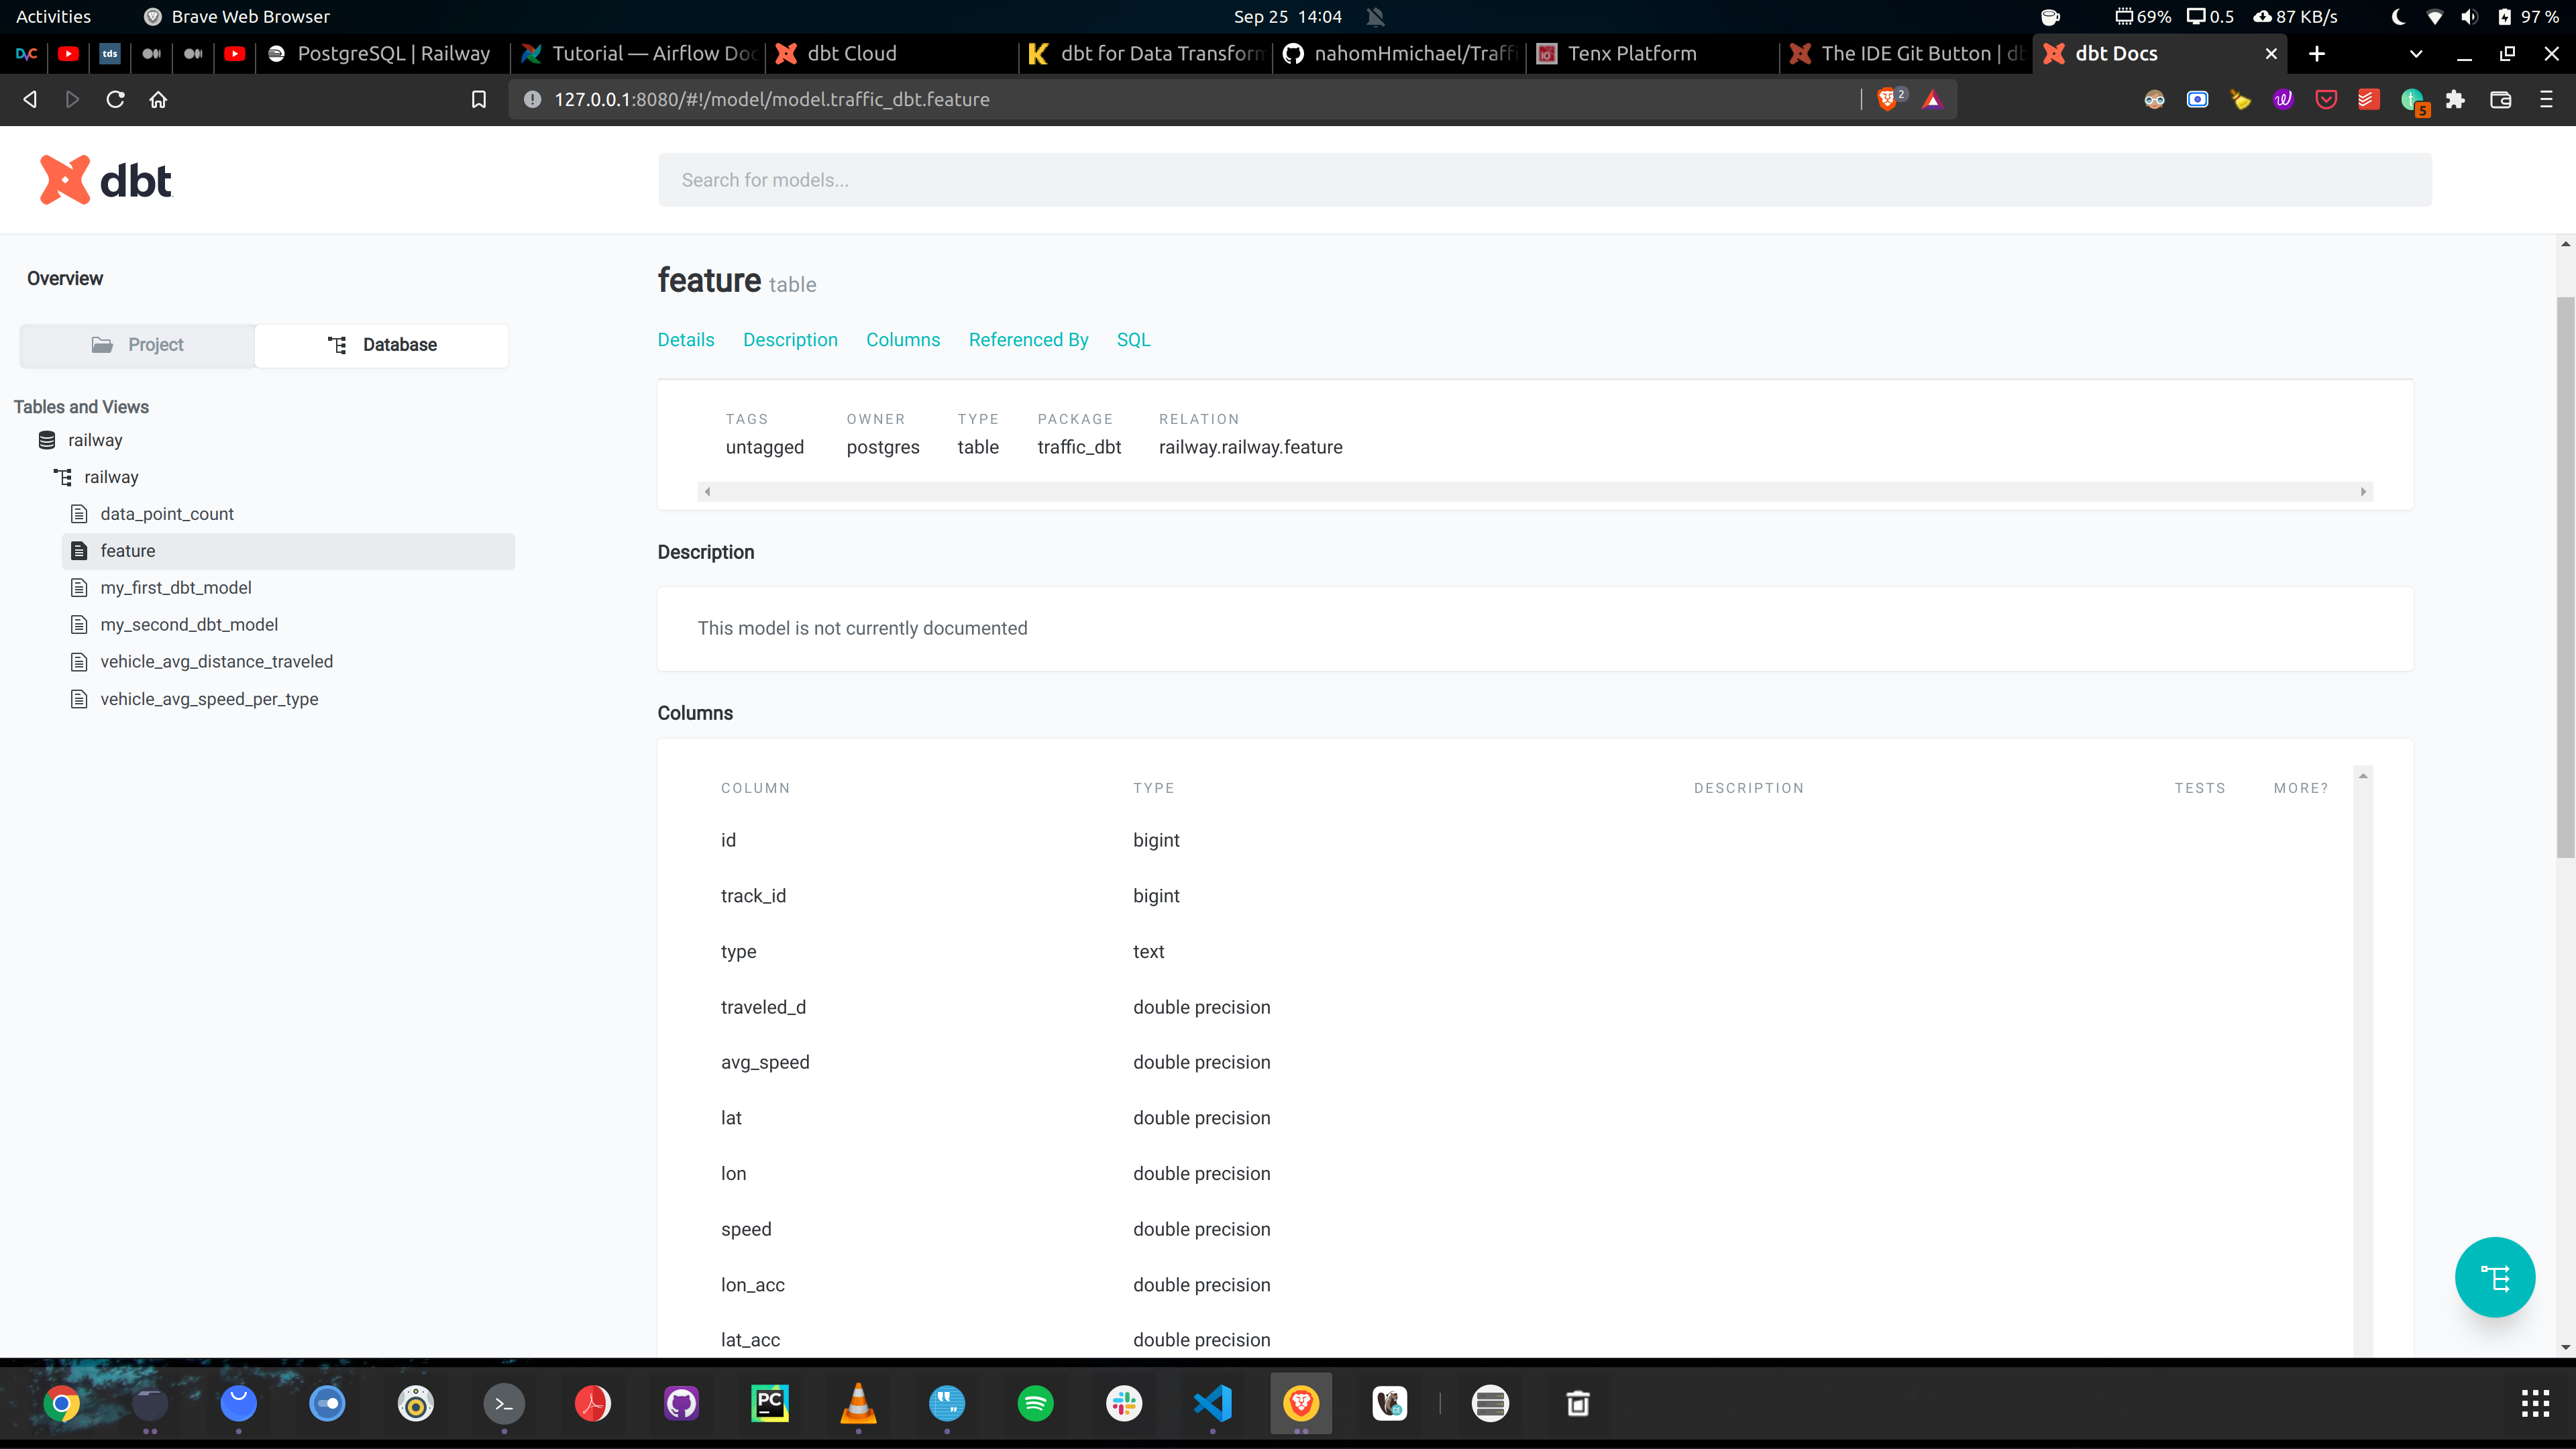 Activities Brave Web Browser Sep 25 14:04 69% 0.5 87 KB/s 97 %
DVC tds PostgreSQL | Railway Tutorial — Airflow Doc dbt Cloud dbt for Data Transform nahomHmichael/Traffi Tenx Platform The IDE Git Button | db dbt Docs
127.0.0.1:8080/#!/model/model.traffic_dbt.feature 2 5
dbt
Search for models...
Overview
Project Database
Tables and Views
railway
railway
data_point_count
feature
my_first_dbt_model
my_second_dbt_model
vehicle_avg_distance_traveled
vehicle_avg_speed_per_type
feature table
Details Description Columns Referenced By SQL
TAGS OWNER TYPE PACKAGE RELATION
untagged postgres table traffic_dbt railway.railway.feature
Description
This model is not currently documented
Columns
COLUMN TYPE DESCRIPTION TESTS MORE?
id bigint
track_id bigint
type text
traveled_d double precision
avg_speed double precision
lat double precision
lon double precision
speed double precision
lon_acc double precision
lat_acc double precision
PC